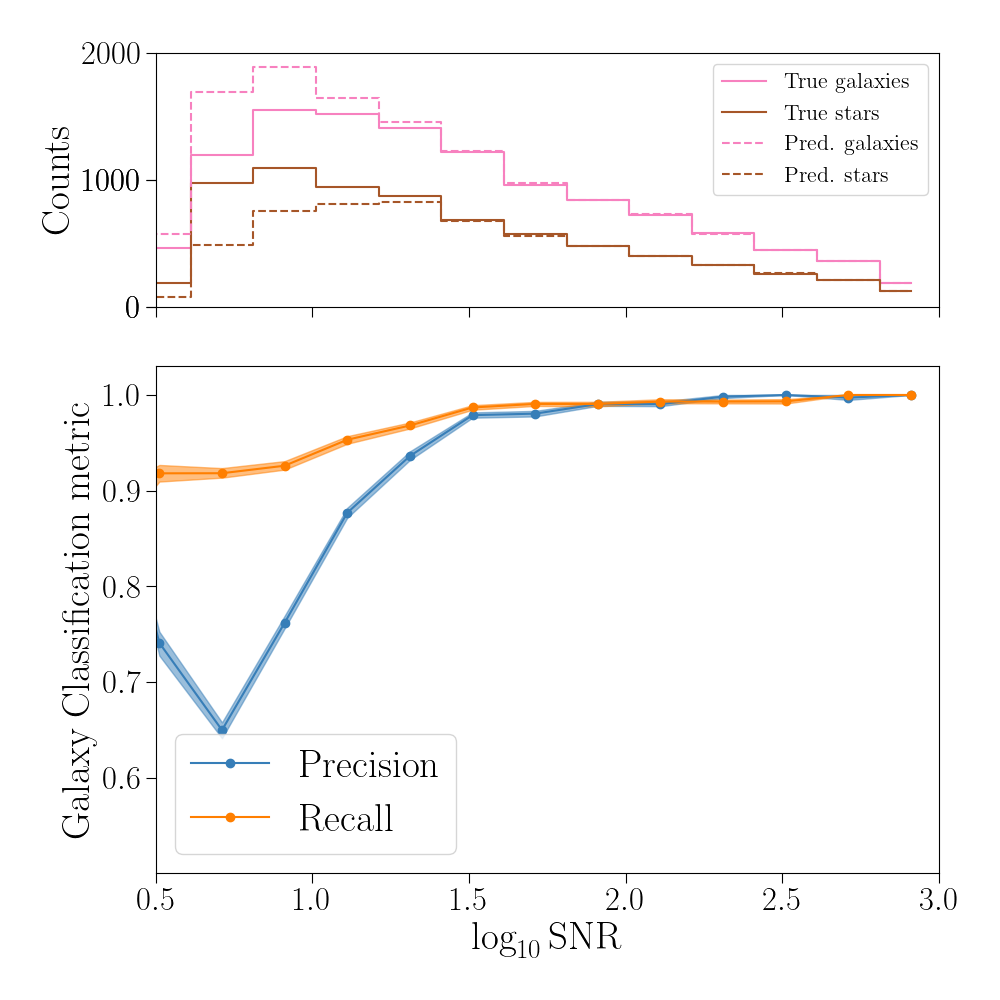 2000
1000
0
Counts
True galaxies
True stars
Pred. galaxies
Pred. stars
1.0
0.9
0.8
0.7
0.6
Galaxy Classification metric
Precision
Recall
0.5 1.0 1.5 2.0 2.5 3.0
log₁₀ SNR